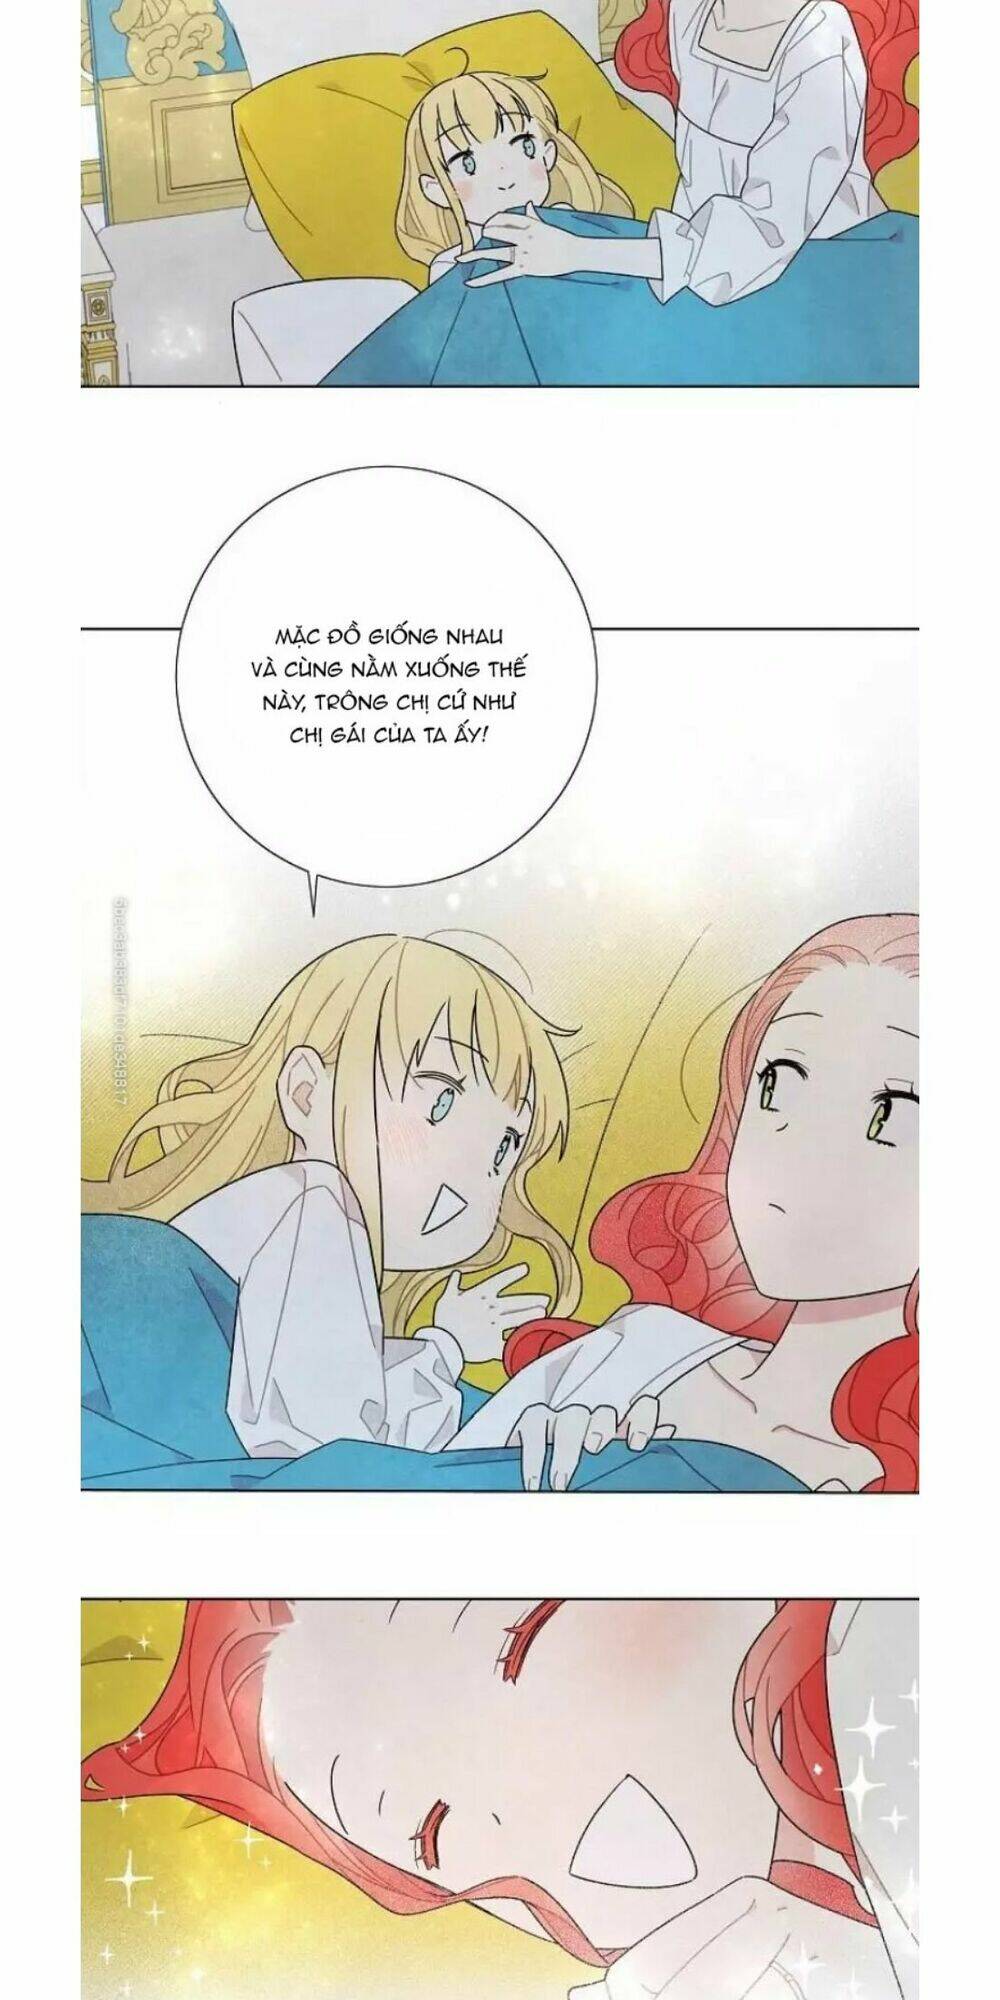 MẶC ĐỒ GIỐNG NHAU
VÀ CÙNG NẰM XUỐNG THẾ
NÀY, TRÔNG CHỊ CỨ NHƯ
CHỊ GÁI CỦA TA ẤY!